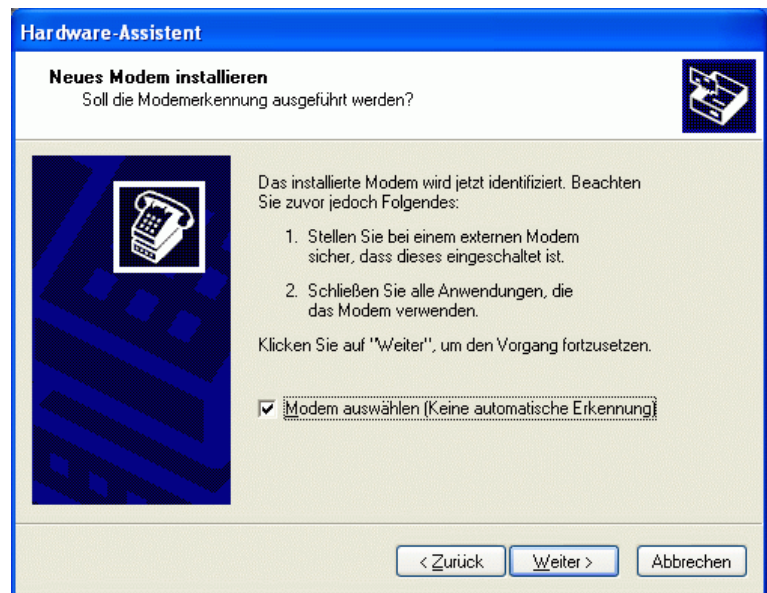 Hardware-Assistent
Neues Modem installieren
Soll die Modemerkennung ausgeführt werden?
Das installierte Modem wird jetzt identifiziert. Beachten
Sie zuvor jedoch Folgendes:
1. Stellen Sie bei einem externen Modem
sicher, dass dieses eingeschaltet ist.
2. Schließen Sie alle Anwendungen, die
das Modem verwenden.
Klicken Sie auf "Weiter", um den Vorgang fortzusetzen.
Modem auswählen (Keine automatische Erkennung)
< Zurück
Weiter >
Abbrechen